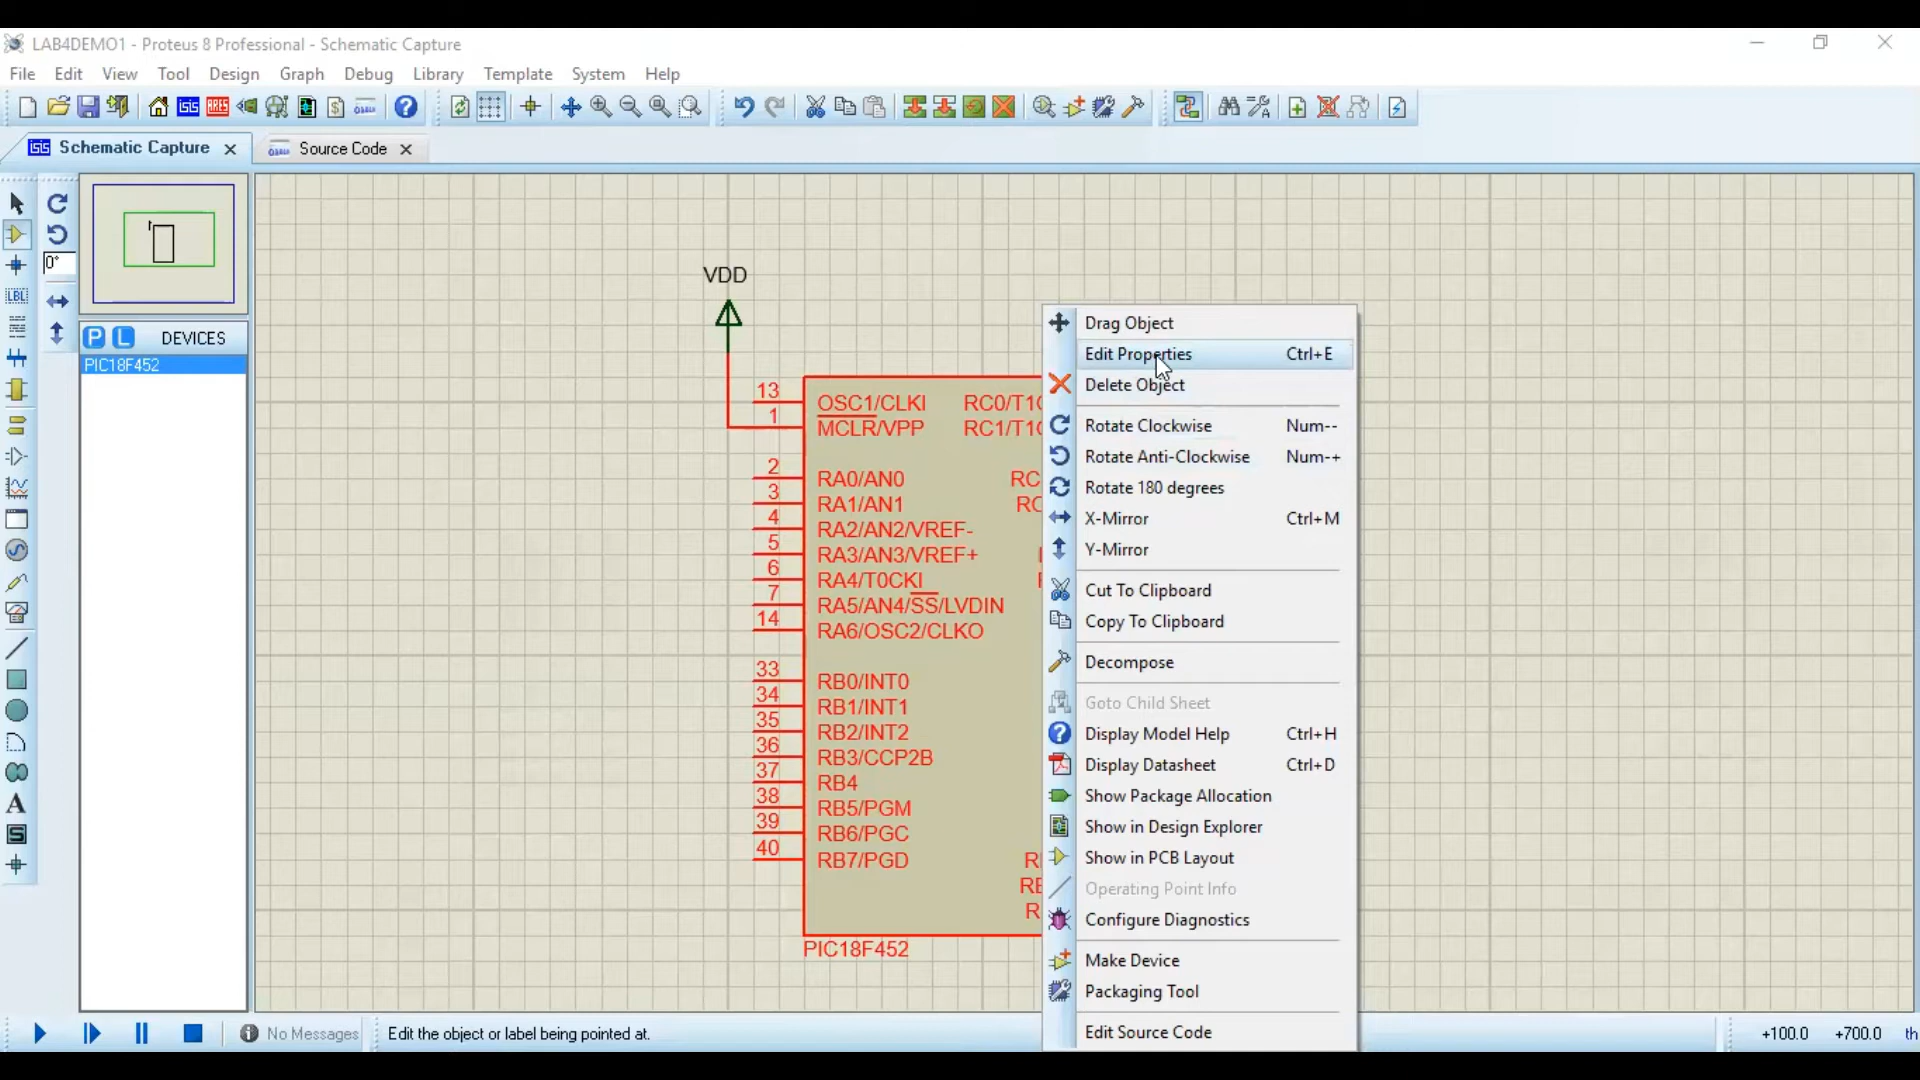 LAB4DEMO1 - Proteus 8 Professional - Schematic Capture
File Edit View Tool Design Graph Debug Library Template System Help
Schematic Capture
Source Code
0°
LBL
P L DEVICES
PIC18F452
VDD
13 OSC1/CLKI RC0/T1
1 MCLR/VPP RC1/T1
2 RA0/AN0 RC
3 RA1/AN1 RC
4 RA2/AN2/VREF-
5 RA3/AN3/VREF+
6 RA4/T0CKI
7 RA5/AN4/SS/LVDIN
14 RA6/OSC2/CLKO
33 RB0/INT0
34 RB1/INT1
35 RB2/INT2
36 RB3/CCP2B
37 RB4
38 RB5/PGM
39 RB6/PGC
40 RB7/PGD
PIC18F452
Drag Object
Edit Properties Ctrl+E
Delete Object
Rotate Clockwise Num--
Rotate Anti-Clockwise Num-+
Rotate 180 degrees
X-Mirror Ctrl+M
Y-Mirror
Cut To Clipboard
Copy To Clipboard
Decompose
Goto Child Sheet
Display Model Help Ctrl+H
Display Datasheet Ctrl+D
Show Package Allocation
Show in Design Explorer
Show in PCB Layout
Operating Point Info
Configure Diagnostics
Make Device
Packaging Tool
Edit Source Code
No Messages
Edit the object or label being pointed at.
+100.0 +700.0 th